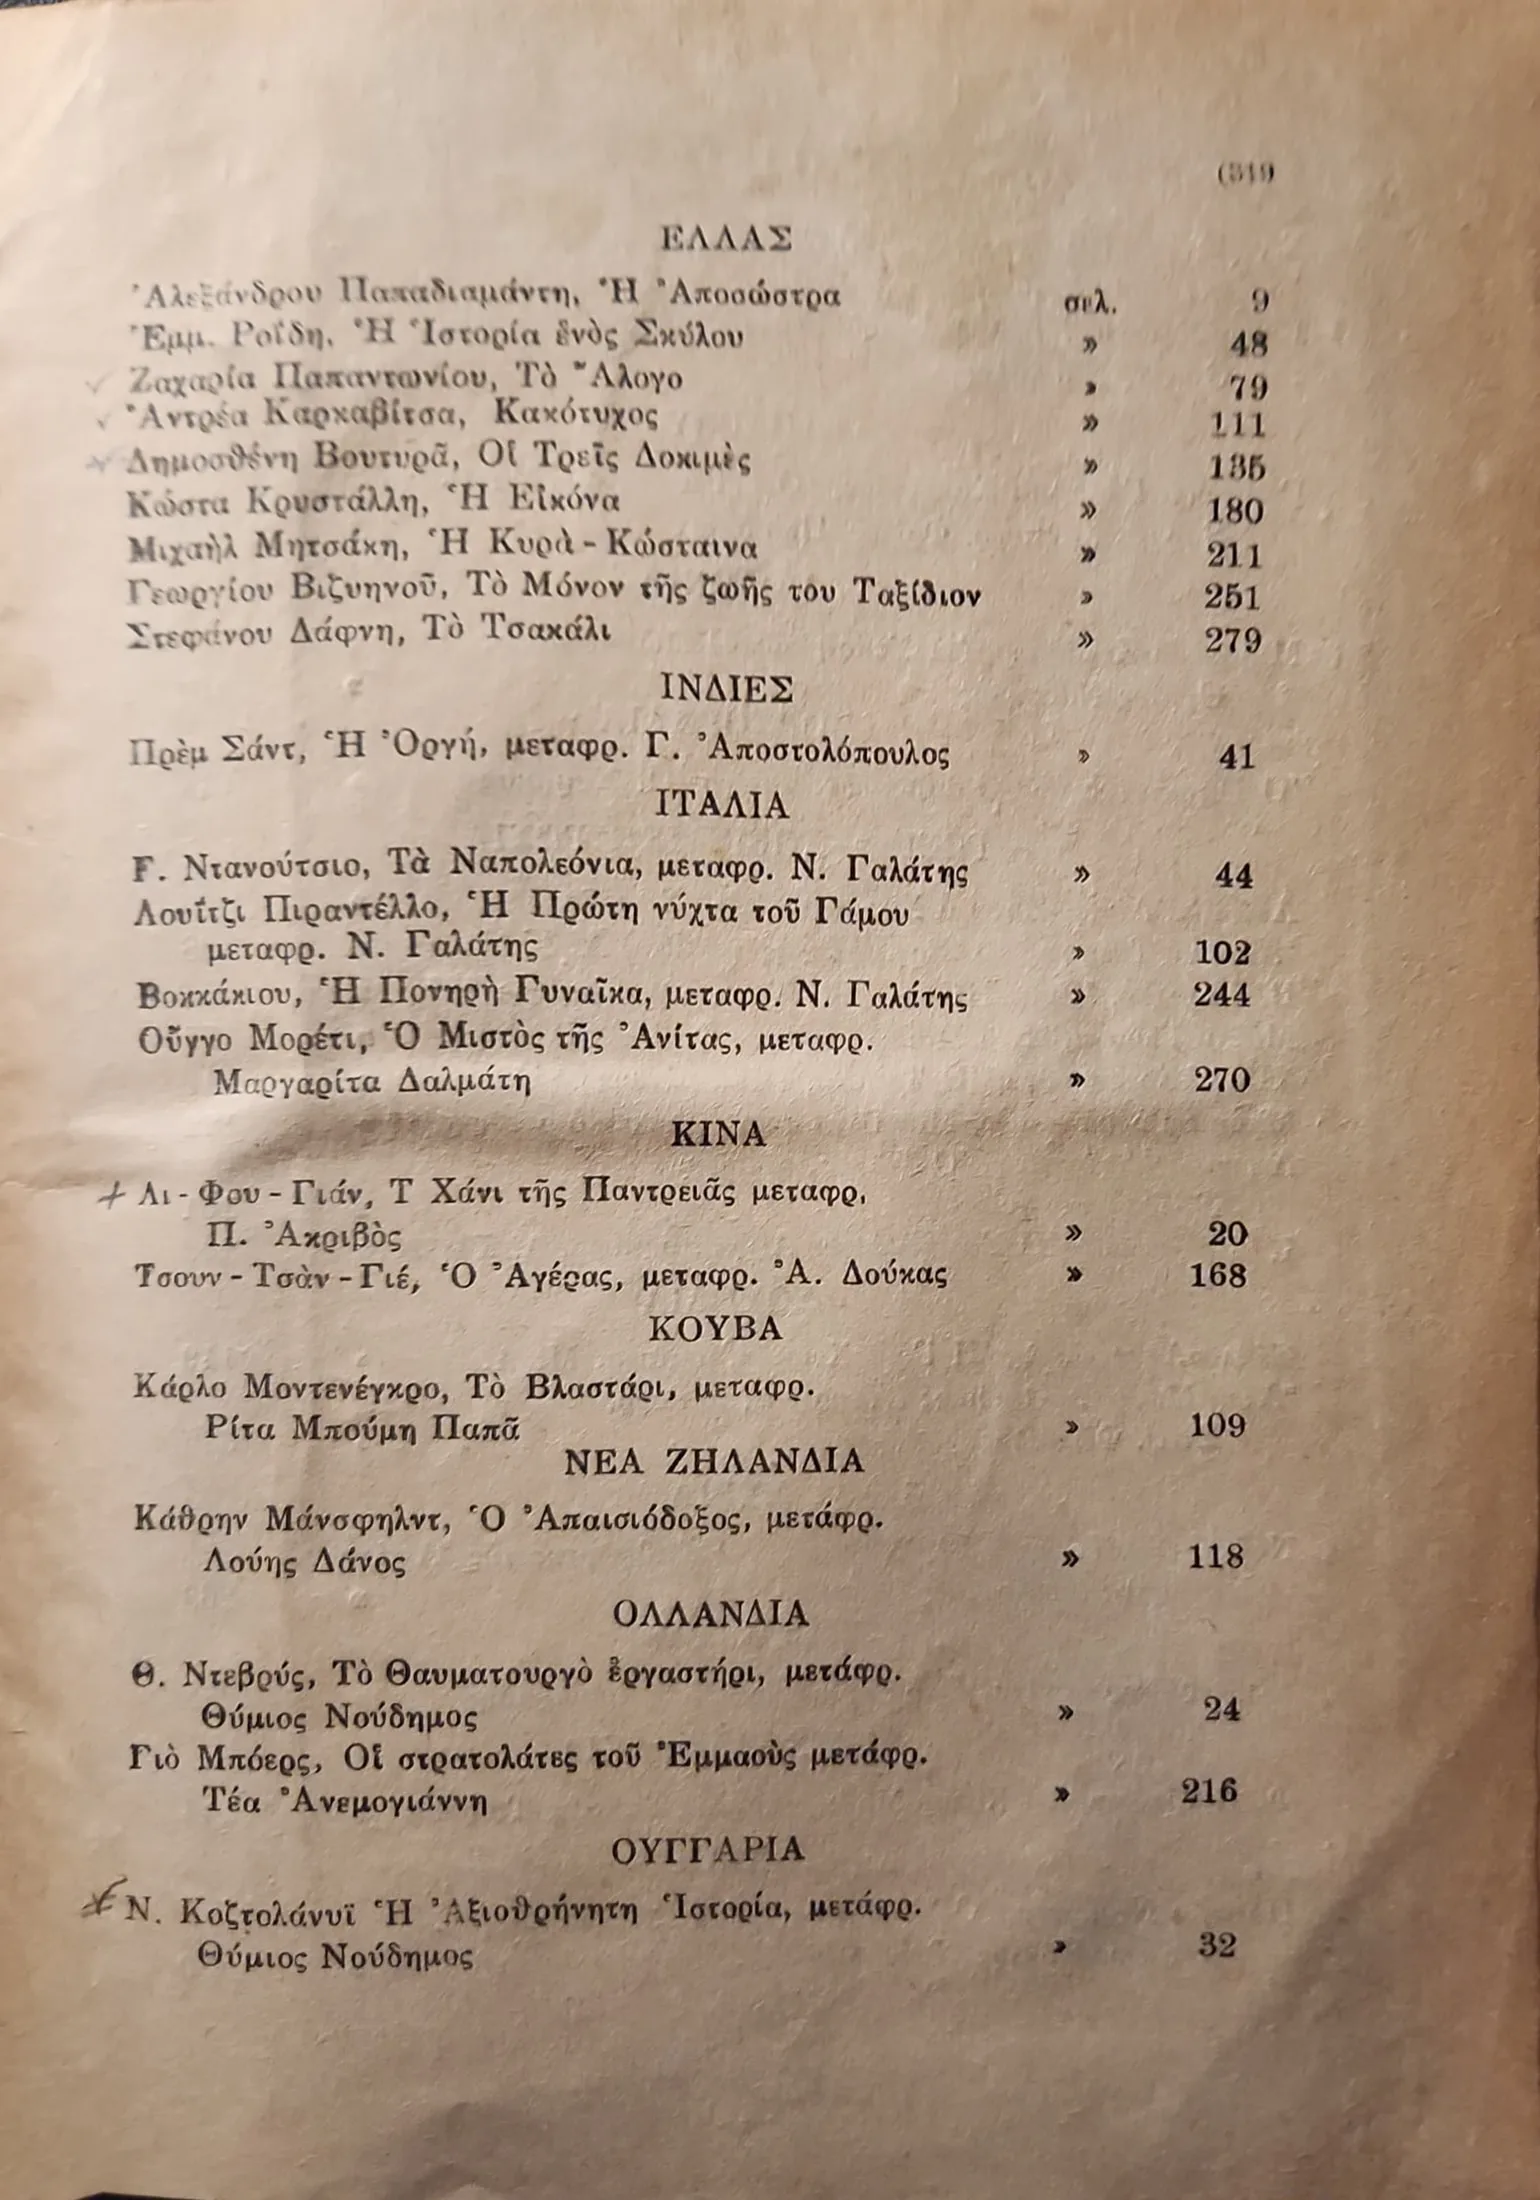 (319
ΕΛΛΑΣ
Ἀλεξάνδρου Παπαδιαμάντη, Ἡ Ἀποσώστρα σελ. 9
Ἐμμ. Ροΐδη, Ἡ Ἱστορία ἑνὸς Σκύλου » 48
Ζαχαρία Παπαντωνίου, Τὸ Ἄλογο » 79
Ἀντρέα Καρκαβίτσα, Κακότυχος » 111
Δημοσθένη Βουτυρᾶ, Οἱ Τρεῖς Δοκιμὲς » 135
Κώστα Κρυστάλλη, Ἡ Εἰκόνα » 180
Μιχαὴλ Μητσάκη, Ἡ Κυρὰ - Κώσταινα » 211
Γεωργίου Βιζυηνοῦ, Τὸ Μόνον τῆς ζωῆς του Ταξίδιον » 251
Στεφάνου Δάφνη, Τὸ Τσακάλι » 279
ΙΝΔΙΕΣ
Πρὲμ Σάντ, Ἡ Ὀργή, μεταφρ. Γ. Ἀποστολόπουλος » 41
ΙΤΑΛΙΑ
Γ. Ντανούτσιο, Τὰ Ναπολεόνια, μεταφρ. Ν. Γαλάτης » 44
Λουΐτζι Πιραντέλλο, Ἡ Πρώτη νύχτα τοῦ Γάμου
μεταφρ. Ν. Γαλάτης » 102
Βοκκάκιου, Ἡ Πονηρὴ Γυναῖκα, μεταφρ. Ν. Γαλάτης » 244
Οὖγγο Μορέτι, Ὁ Μιστὸς τῆς Ἀνίτας, μεταφρ.
Μαργαρίτα Δαλμάτη » 270
ΚΙΝΑ
Λι - Φου - Γιάν, Τ Χάνι τῆς Παντρειᾶς μεταφρ,
Π. Ἀκριβὸς » 20
Τσουν - Τσὰν - Γιέ, Ὁ Ἀγέρας, μεταφρ. Ἀ. Δούκας » 168
ΚΟΥΒΑ
Κάρλο Μοντενέγκρο, Τὸ Βλαστάρι, μεταφρ.
Ρίτα Μπούμη Παπᾶ » 109
ΝΕΑ ΖΗΛΑΝΔΙΑ
Κάθρην Μάνσφηλντ, Ὁ Ἀπαισιόδοξος, μετάφρ.
Λούης Δάνος » 118
ΟΛΛΑΝΔΙΑ
Θ. Ντεβρύς, Τὸ Θαυματουργὸ ἐργαστήρι, μετάφρ.
Θύμιος Νούδημος » 24
Γιὸ Μπόερς, Οἱ στρατολάτες τοῦ Ἐμμαοὺς μετάφρ.
Τέα Ἀνεμογιάννη » 216
ΟΥΓΓΑΡΙΑ
Ν. Κοζτολάνυϊ Ἡ Ἀξιοθρήνητη Ἱστορία, μετάφρ.
Θύμιος Νούδημος » 32